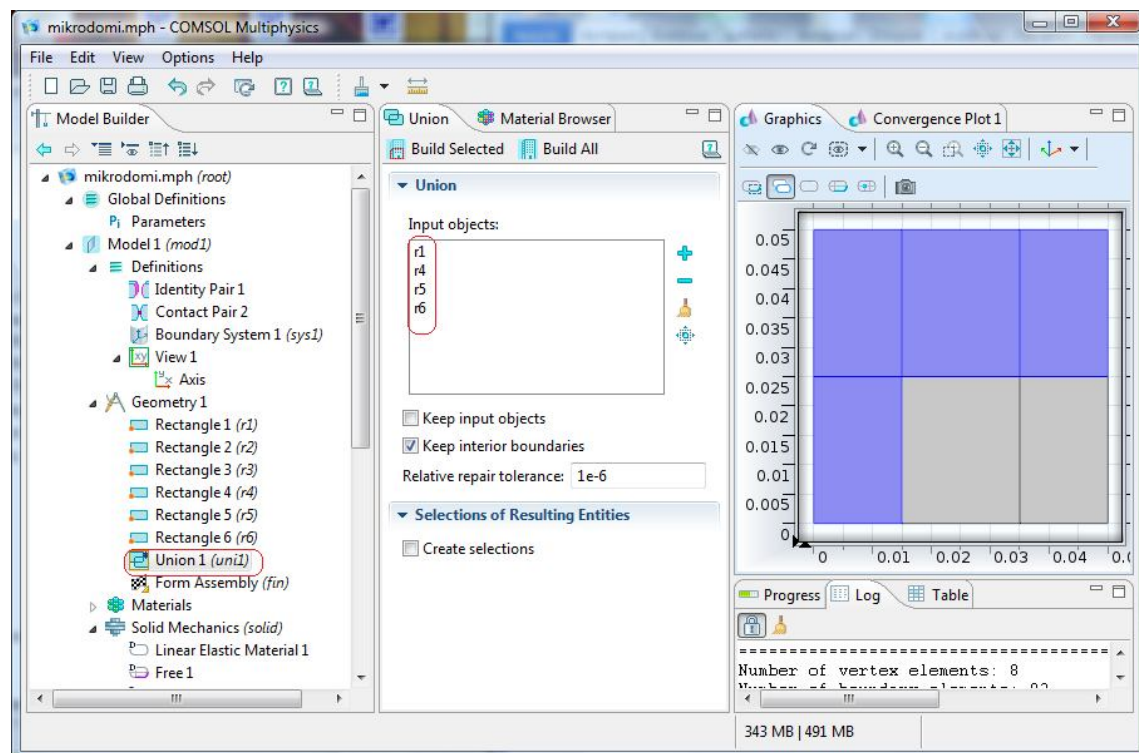 mikrodomi.mph - COMSOL Multiphysics
File Edit View Options Help
Model Builder
mikrodomi.mph (root)
Global Definitions
Pi Parameters
Model 1 (mod1)
Definitions
Identity Pair 1
Contact Pair 2
Boundary System 1 (sys1)
xy View 1
Axis
Geometry 1
Rectangle 1 (r1)
Rectangle 2 (r2)
Rectangle 3 (r3)
Rectangle 4 (r4)
Rectangle 5 (r5)
Rectangle 6 (r6)
Union 1 (uni1)
Form Assembly (fin)
Materials
Solid Mechanics (solid)
Linear Elastic Material 1
Free 1
Union Material Browser
Build Selected Build All
Union
Input objects:
r1
r4
r5
r6
Keep input objects
Keep interior boundaries
Relative repair tolerance: 1e-6
Selections of Resulting Entities
Create selections
Graphics Convergence Plot 1
0.05
0.045
0.04
0.035
0.03
0.025
0.02
0.015
0.01
0.005
0
0 0.01 0.02 0.03 0.04
Progress Log Table
Number of vertex elements: 8
343 MB | 491 MB